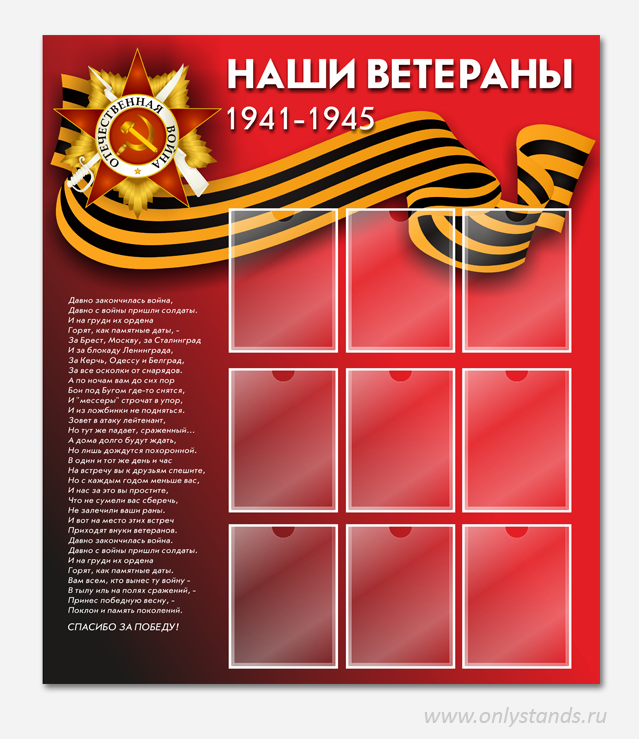 НАШИ ВЕТЕРАНЫ
1941-1945
ОТЕЧЕСТВЕННАЯ ВОЙНА
Давно закончилась война,
Давно с войны пришли солдаты.
И на груди их ордена
Горят, как памятные даты, -
За Брест, Москву, за Сталинград
И за блокаду Ленинграда,
За Керчь, Одессу и Белград,
За все осколки от снарядов.
А по ночам вам до сих пор
Бои под Бугом где-то снятся,
И "мессеры" строчат в упор,
И из ложбинки не подняться.
Зовет в атаку лейтенант,
Но тут же падает, сраженный...
А дома долго будут ждать,
Но лишь дождутся похоронной.
В один и тот же день и час
На встречу вы к друзьям спешите,
Но с каждым годом меньше вас,
И нас за это вы простите,
Что не сумели вас сберечь,
Не залечили ваши раны.
И вот на место этих встреч
Приходят внуки ветеранов.
Давно закончилась война.
Давно с войны пришли солдаты.
И на груди их ордена
Горят, как памятные даты.
Вам всем, кто вынес ту войну -
В тылу иль на полях сражений, -
Принес победную весну, -
Поклон и память поколений.
СПАСИБО ЗА ПОБЕДУ!
www.onlystands.ru